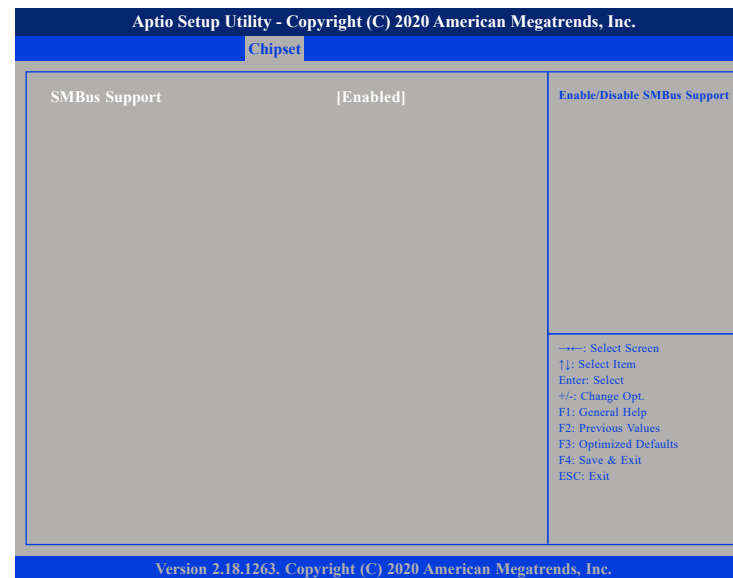 Aptio Setup Utility - Copyright (C) 2020 American Megatrends, Inc.
Chipset
SMBus Support [Enabled]
Enable/Disable SMBus Support
→←: Select Screen
↑↓: Select Item
Enter: Select
+/-: Change Opt.
F1: General Help
F2: Previous Values
F3: Optimized Defaults
F4: Save & Exit
ESC: Exit
Version 2.18.1263. Copyright (C) 2020 American Megatrends, Inc.